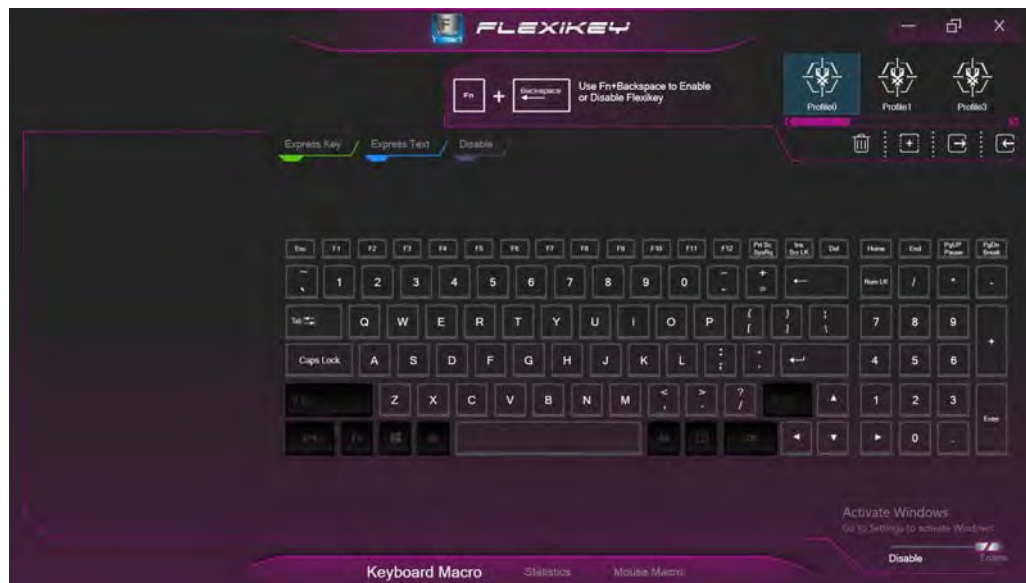 FLEXIKEY
Fn + Backspace
Use Fn+Backspace to Enable
or Disable Flexikey
Profile0 Profile1 Profile3
Express Key / Express Text / Disable
Esc F1 F2 F3 F4 F5 F6 F7 F8 F9 F10 F11 F12 Prt Sc SysRq Ins Scr LK Del Home End PgUP Pause PgDn Break
~ ` 1 2 3 4 5 6 7 8 9 0 - + = Num LK / * -
Tab Q W E R T Y U I O P { [ } ] | \ 7 8 9 +
Caps Lock A S D F G H J K L : ; 4 5 6
Z X C V B N M < , > . ? / 1 2 3 Enter
0 .
Activate Windows
Go to Settings to activate Windows.
Disable Enable
Keyboard Macro Statistics Mouse Macro